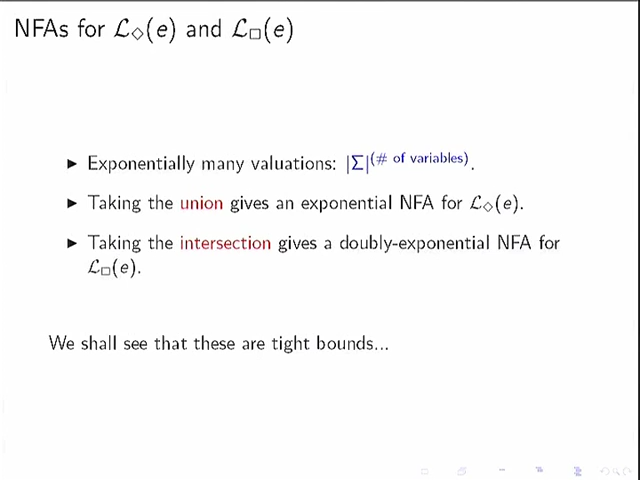 NFAs for 𝓛◇(e) and 𝓛□(e)
▶ Exponentially many valuations: |Σ|^(# of variables).
▶ Taking the union gives an exponential NFA for 𝓛◇(e).
▶ Taking the intersection gives a doubly-exponential NFA for
𝓛□(e).
We shall see that these are tight bounds...